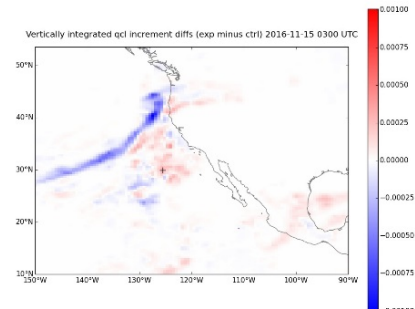 Vertically integrated qcl increment diffs (exp minus ctrl) 2016-11-15 0300 UTC
50°N
40°N
30°N
20°N
10°N
150°W 140°W 130°W 120°W 110°W 100°W 90°W
0.00100
0.00075
0.00050
0.00025
0.00000
−0.00025
−0.00050
−0.00075
−0.00100